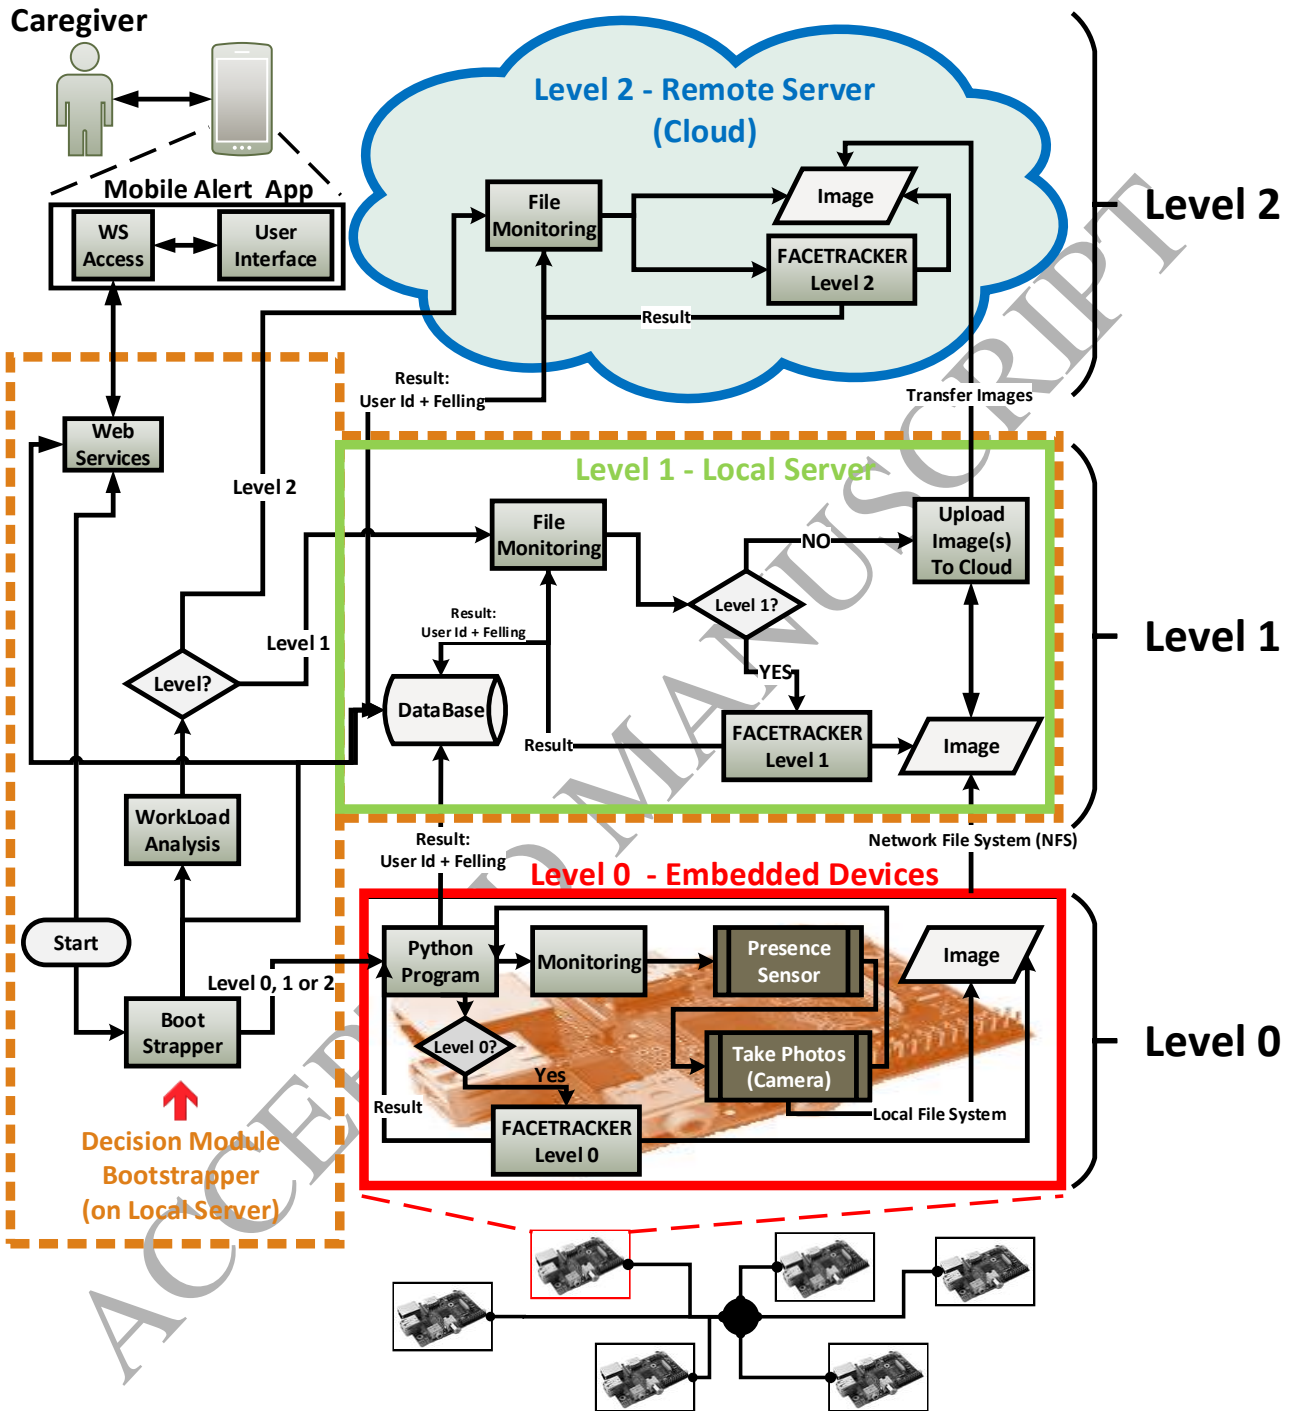 Caregiver
Mobile Alert App
WS
Access
User
Interface
Level 2 - Remote Server
(Cloud)
File
Monitoring
Image
FACETRACKER
Level 2
Result
Level 2
Result:
User Id + Felling
Transfer Images
Web
Services
Level 2
Level 1 - Local Server
File
Monitoring
NO
Upload
Image(s)
To Cloud
Level 1?
Result:
User Id + Felling
Level 1
Level 1
YES
Level?
DataBase
Result
FACETRACKER
Level 1
Image
WorkLoad
Analysis
Result:
User Id + Felling
Network File System (NFS)
Level 0 - Embedded Devices
Start
Python
Program
Monitoring
Presence
Sensor
Image
Level 0, 1 or 2
Boot
Strapper
Level 0?
Take Photos
(Camera)
Level 0
Yes
Result
Local File System
FACETRACKER
Level 0
Decision Module
Bootstrapper
(on Local Server)
ACCEPTED MANUSCRIPT